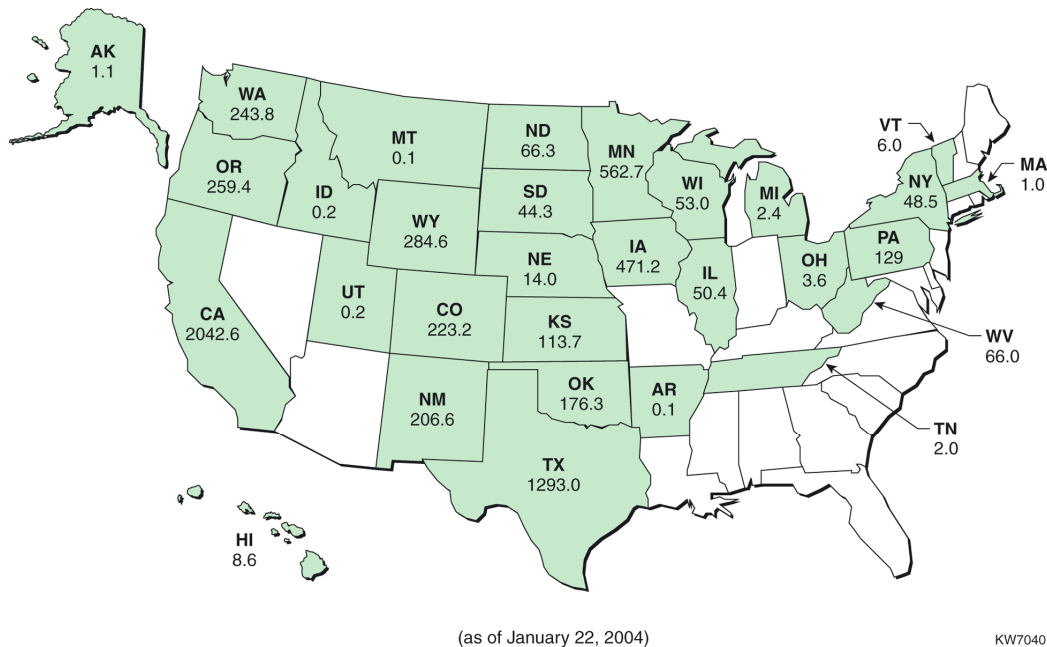 AK
1.1
WA
243.8
MT
0.1
ND
66.3
MN
562.7
VT
6.0
MA
1.0
OR
259.4
ID
0.2
WY
284.6
SD
44.3
WI
53.0
MI
2.4
NY
48.5
PA
129
NE
14.0
IA
471.2
IL
50.4
OH
3.6
CA
2042.6
UT
0.2
CO
223.2
KS
113.7
WV
66.0
NM
206.6
OK
176.3
AR
0.1
TN
2.0
TX
1293.0
HI
8.6
(as of January 22, 2004)
KW7040